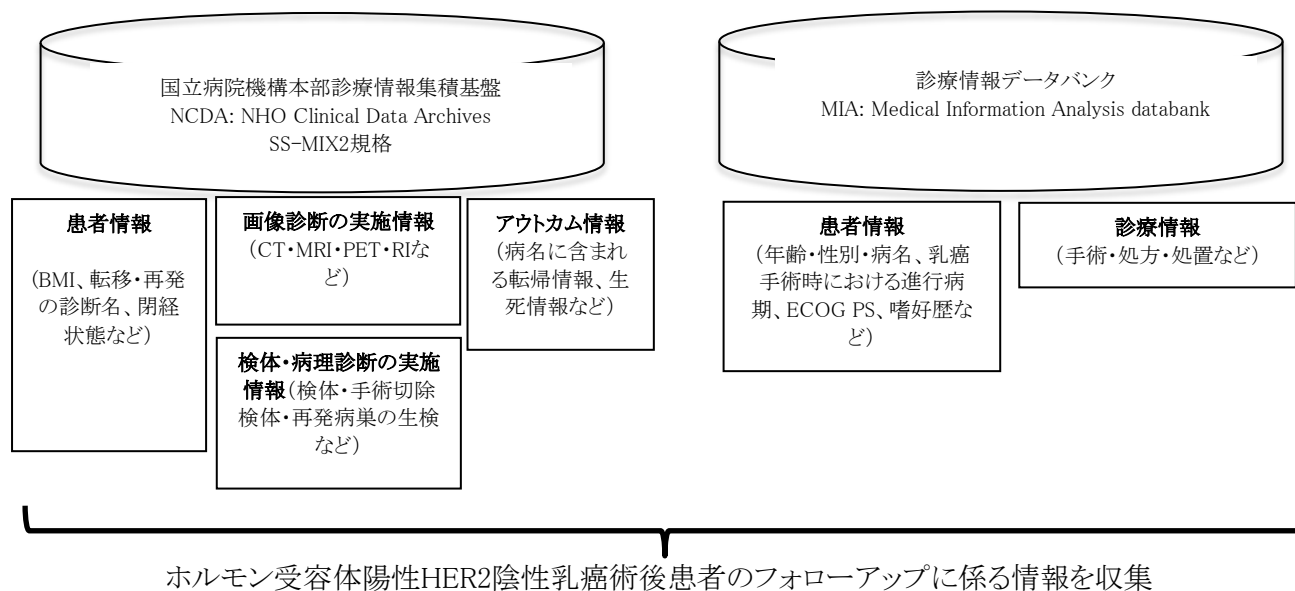 国立病院機構本部診療情報集積基盤
NCDA: NHO Clinical Data Archives
SS-MIX2規格
診療情報データバンク
MIA: Medical Information Analysis databank
患者情報
(BMI、転移・再発
の診断名、閉経
状態など)
画像診断の実施情報
(CT・MRI・PET・RIな
ど)
検体・病理診断の実施
情報(検体・手術切除
検体・再発病巣の生検
など)
アウトカム情報
(病名に含まれ
る転帰情報、生
死情報など)
患者情報
(年齢・性別・病名、乳癌
手術時における進行病
期、ECOG PS、嗜好歴な
ど)
診療情報
(手術・処方・処置など)
ホルモン受容体陽性HER2陰性乳癌術後患者のフォローアップに係る情報を収集